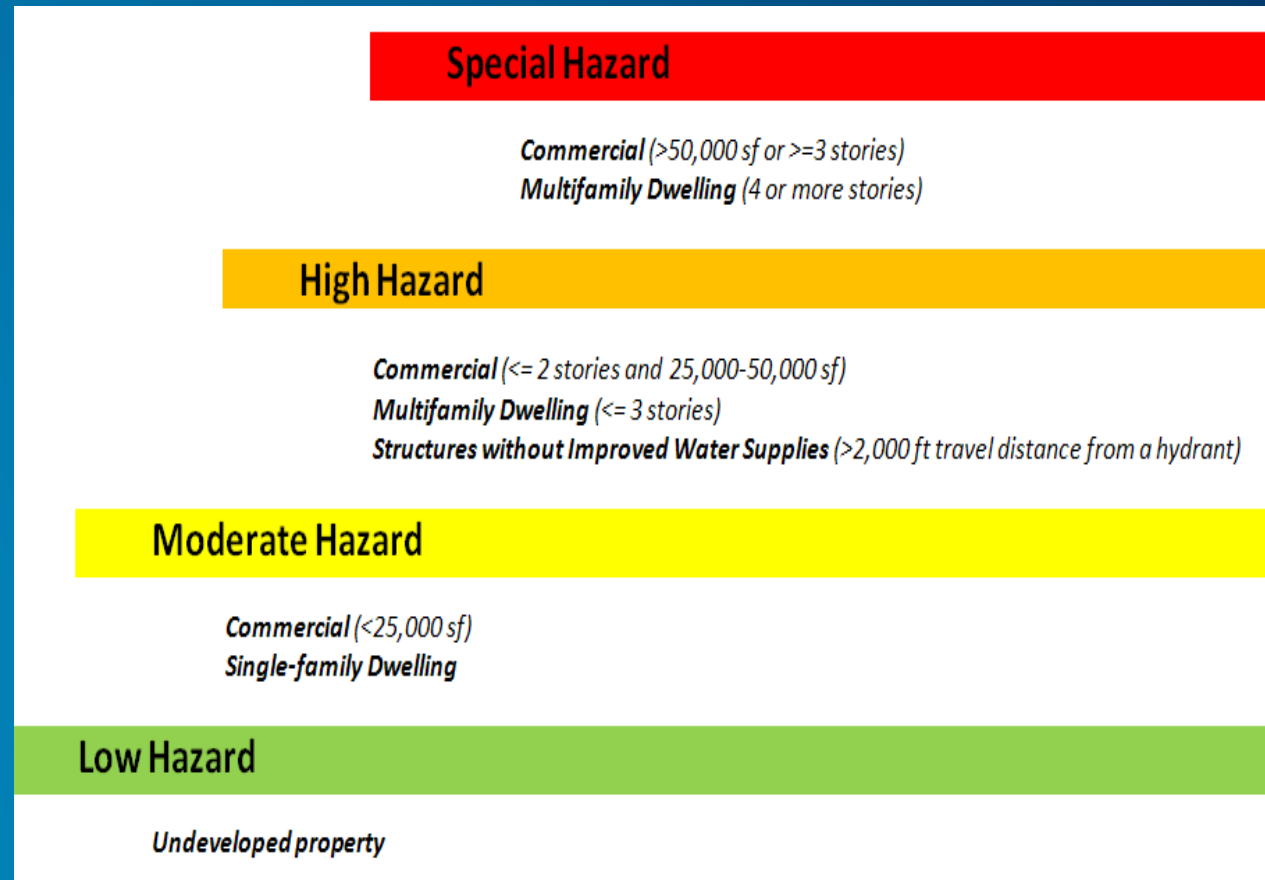 Special Hazard
Commercial (>50,000 sf or >=3 stories)
Multifamily Dwelling (4 or more stories)
High Hazard
Commercial (<= 2 stories and 25,000-50,000 sf)
Multifamily Dwelling (<= 3 stories)
Structures without Improved Water Supplies (>2,000 ft travel distance from a hydrant)
Moderate Hazard
Commercial (<25,000 sf)
Single-family Dwelling
Low Hazard
Undeveloped property